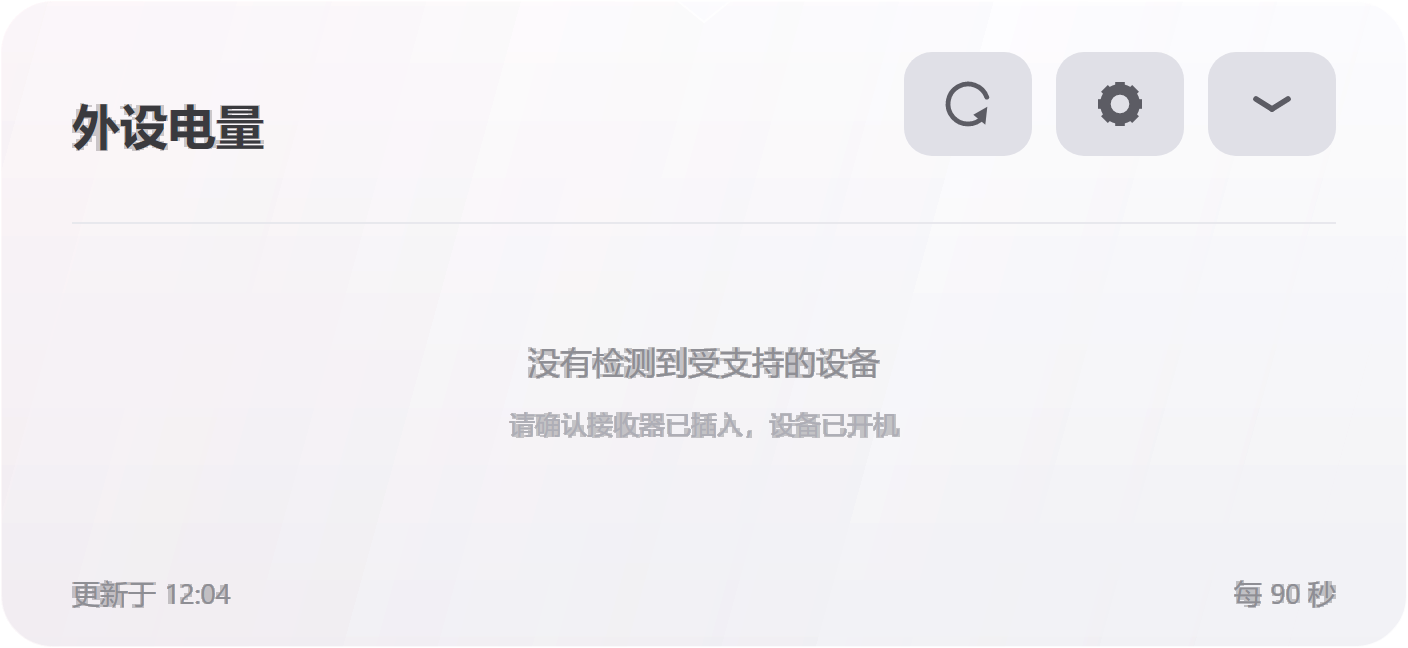 外设电量
没有检测到受支持的设备
请确认接收器已插入，设备已开机
更新于 12:04
每 90 秒